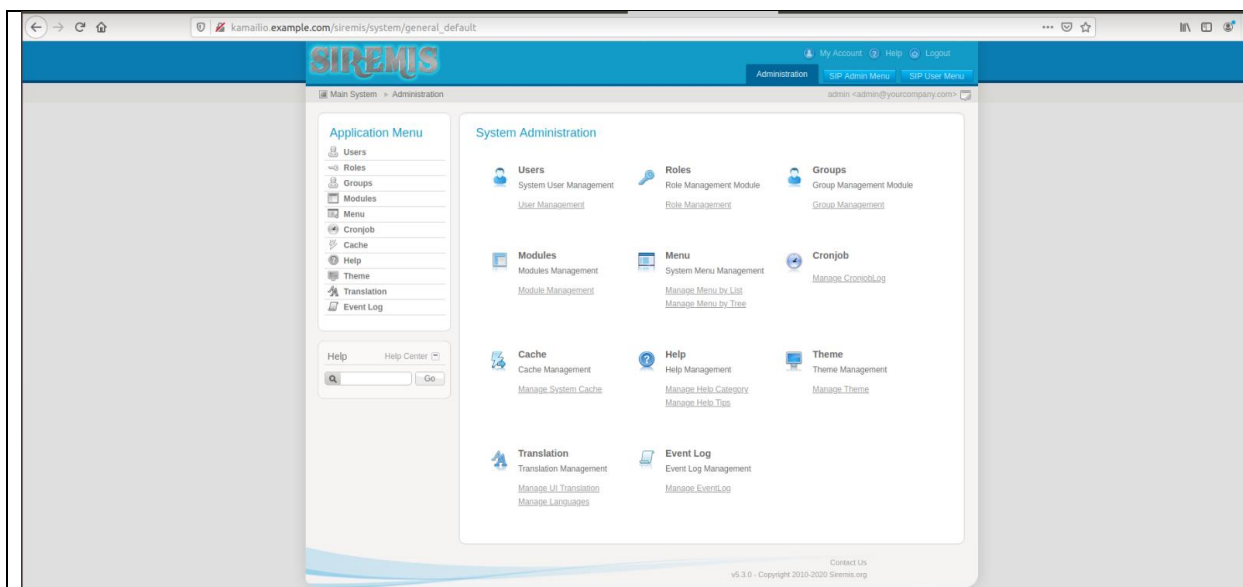 kamailio.example.com/siremis/system/general_default
SIREMIS
My Account Help Logout
Administration SIP Admin Menu SIP User Menu
Main System » Administration
admin <admin@yourcompany.com>
Application Menu
Users
Roles
Groups
Modules
Menu
Cronjob
Cache
Help
Theme
Translation
Event Log
Help Help Center
Go
System Administration
Users
System User Management
User Management
Roles
Role Management Module
Role Management
Groups
Group Management Module
Group Management
Modules
Modules Management
Module Management
Menu
System Menu Management
Manage Menu by List
Manage Menu by Tree
Cronjob
Manage CronjobLog
Cache
Cache Management
Manage System Cache
Help
Help Management
Manage Help Category
Manage Help Tips
Theme
Theme Management
Manage Theme
Translation
Translation Management
Manage UI Translation
Manage Languages
Event Log
Event Log Management
Manage EventLog
Contact Us
v5.3.0 - Copyright 2010-2020 Siremis.org